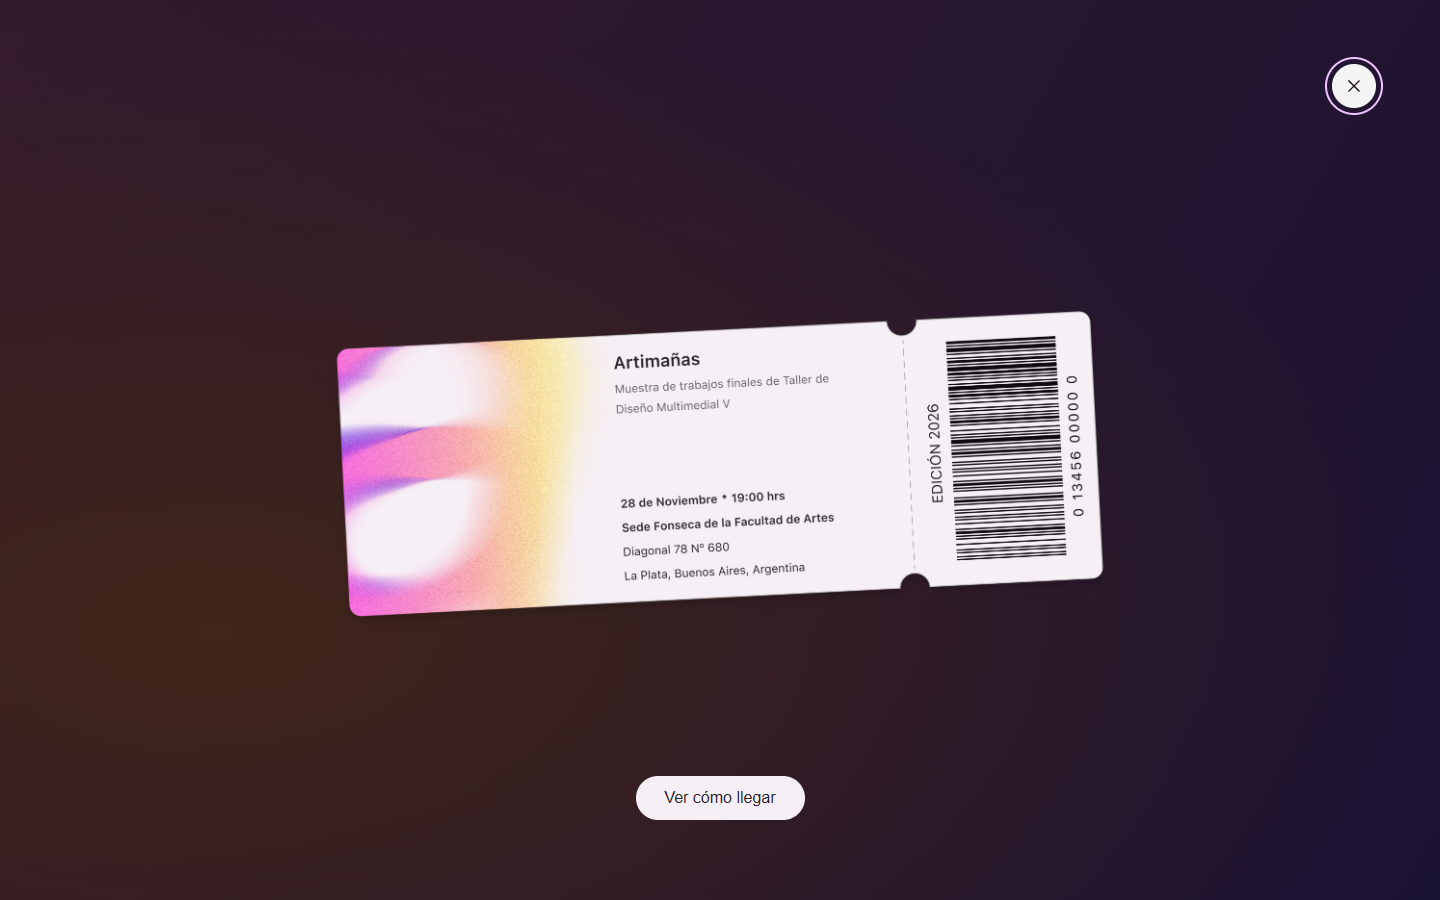 Artimañas
Muestra de trabajos finales de Taller de
Diseño Multimedial V
28 de Noviembre * 19:00 hrs
Sede Fonseca de la Facultad de Artes
Diagonal 78 Nº 680
La Plata, Buenos Aires, Argentina
EDICIÓN 2026
0 13456 00000 0
Ver cómo llegar